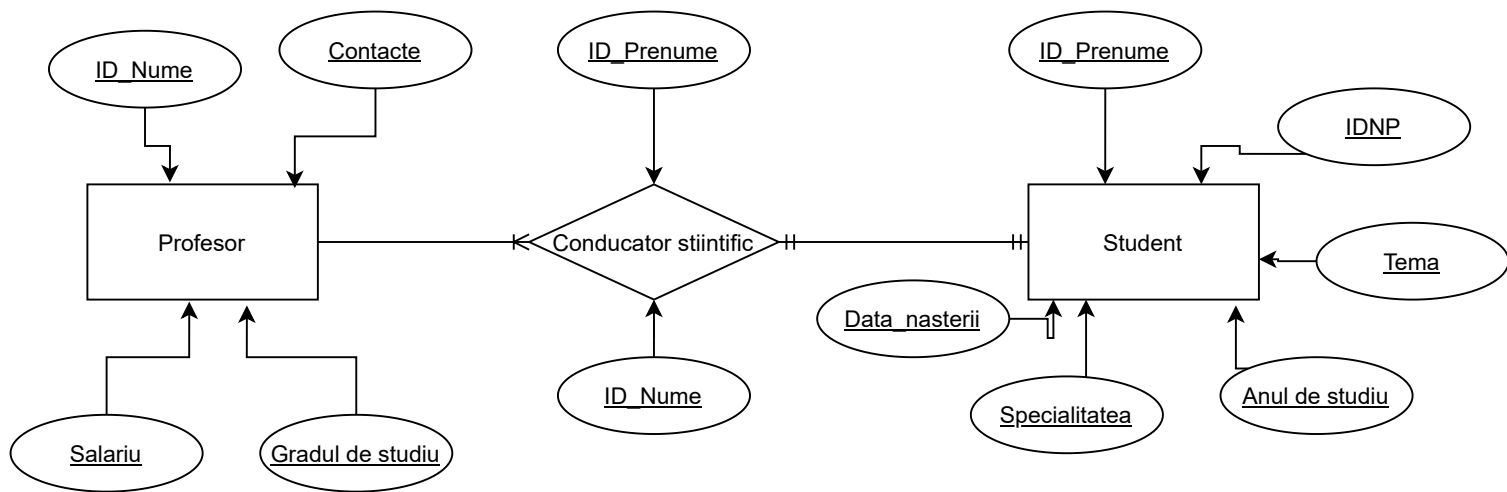 Contacte
ID_Prenume
ID_Prenume
ID_Nume
IDNP
Profesor
Conducator stiintific
Student
Tema
Data_nasterii
ID_Nume
Anul de studiu
Specialitatea
Salariu
Gradul de studiu